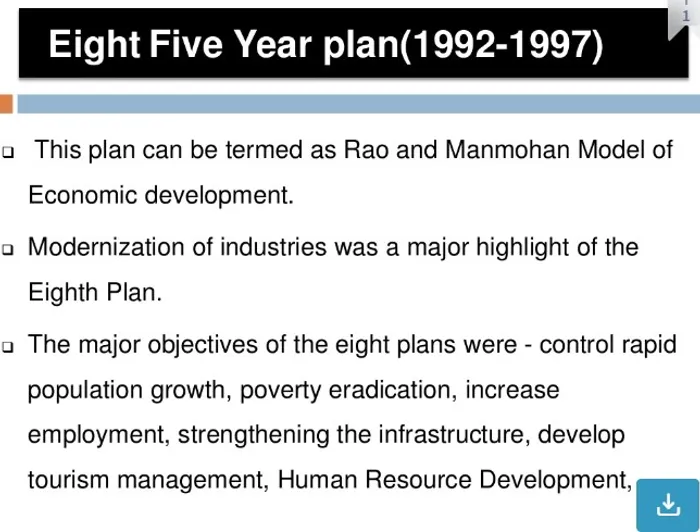 1
Eight Five Year plan(1992-1997)
This plan can be termed as Rao and Manmohan Model of
Economic development.
Modernization of industries was a major highlight of the
Eighth Plan.
The major objectives of the eight plans were - control rapid
population growth, poverty eradication, increase
employment, strengthening the infrastructure, develop
tourism management, Human Resource Development,